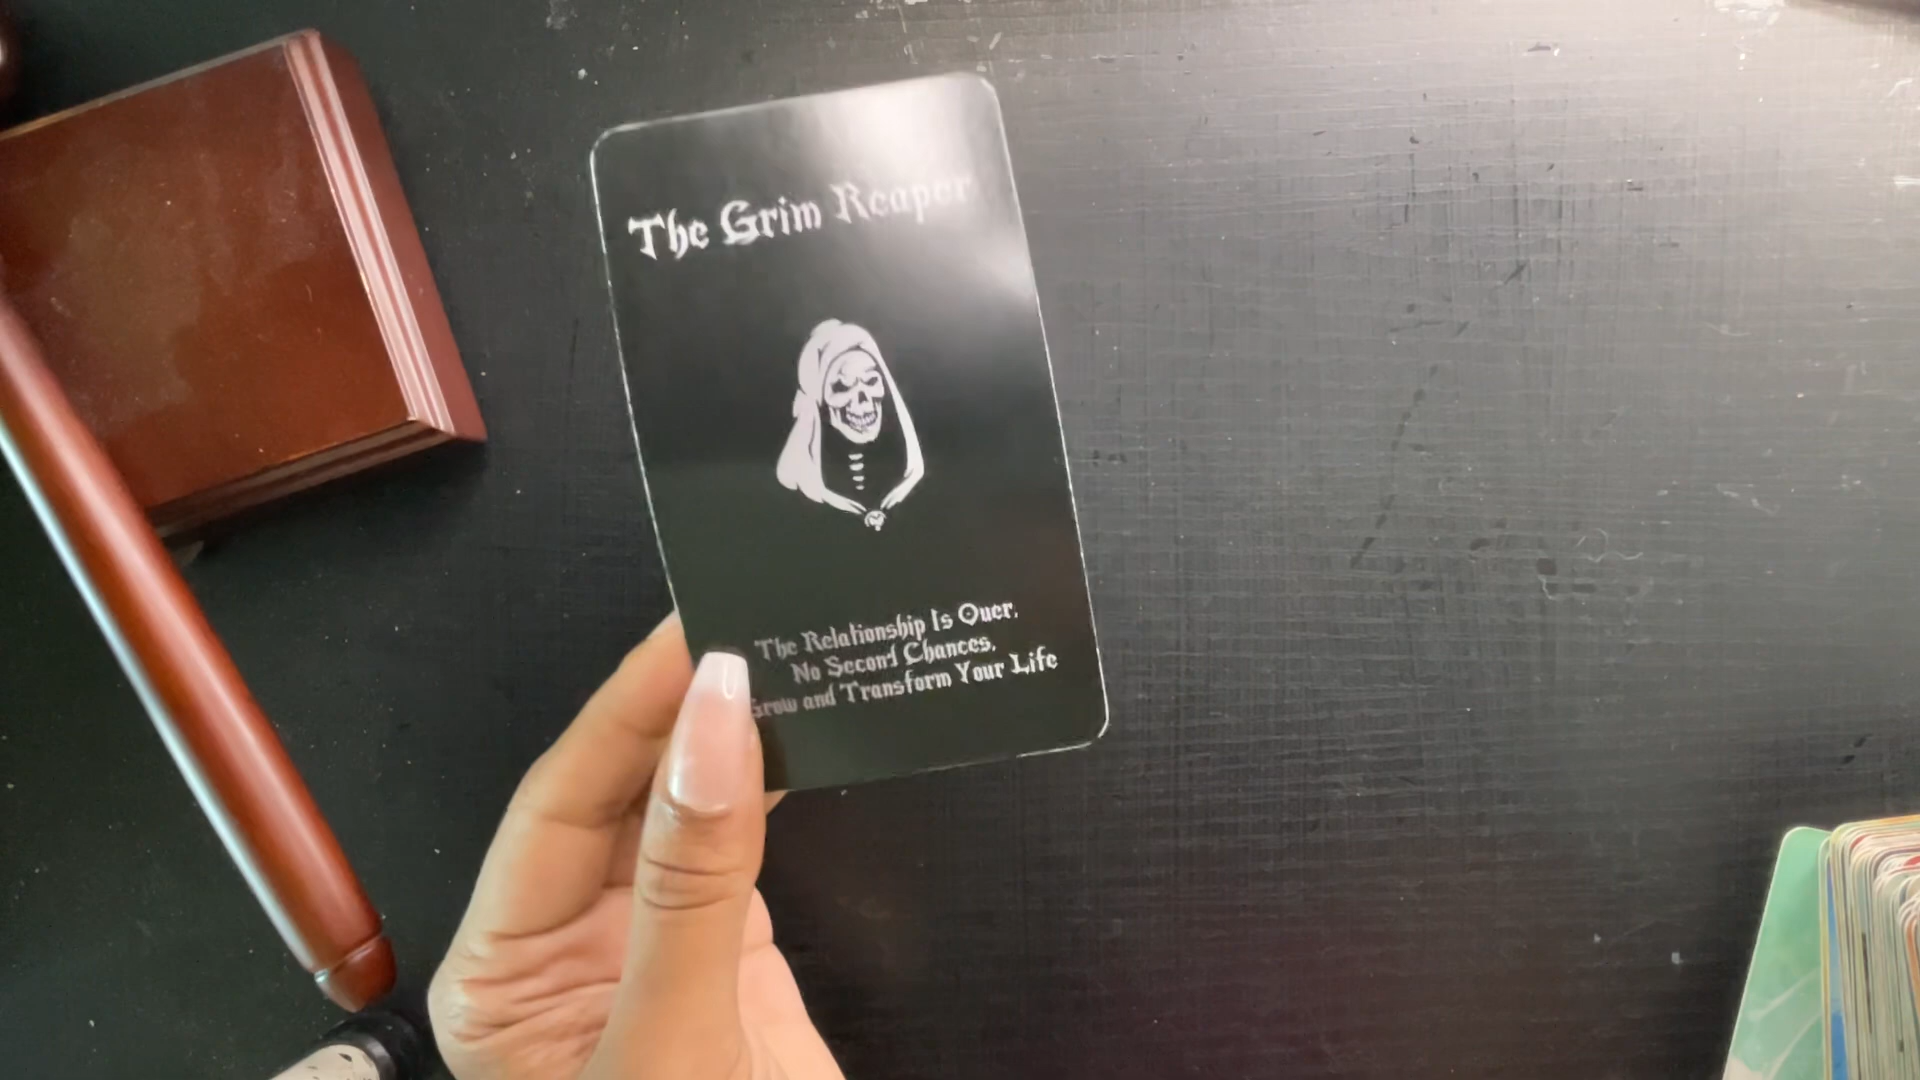 The Grim Reaper
The Relationship Is Over.
No Second Chances.
Grow and Transform Your Life